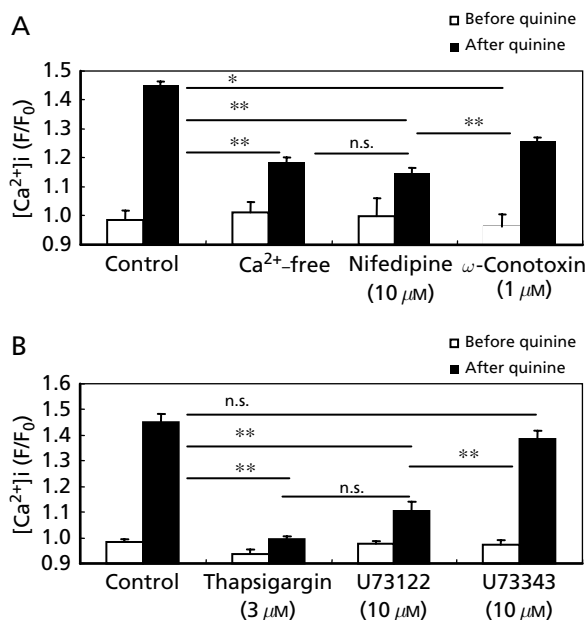 Before quinine
A
After quinine
1.5
*
1.4
**
1.3
**
**
n.s.
1.2
1.1
1.0
0.9
[Ca²⁺]i (F/F₀)
Control
Ca²⁺–free
Nifedipine
ω-Conotoxin
(10 μM)
(1 μM)
Before quinine
B
After quinine
1.6
n.s.
1.5
1.4
**
1.3
**
**
1.2
n.s.
1.1
1.0
0.9
[Ca²⁺]i (F/F₀)
Control
Thapsigargin
U73122
U73343
(3 μM)
(10 μM)
(10 μM)